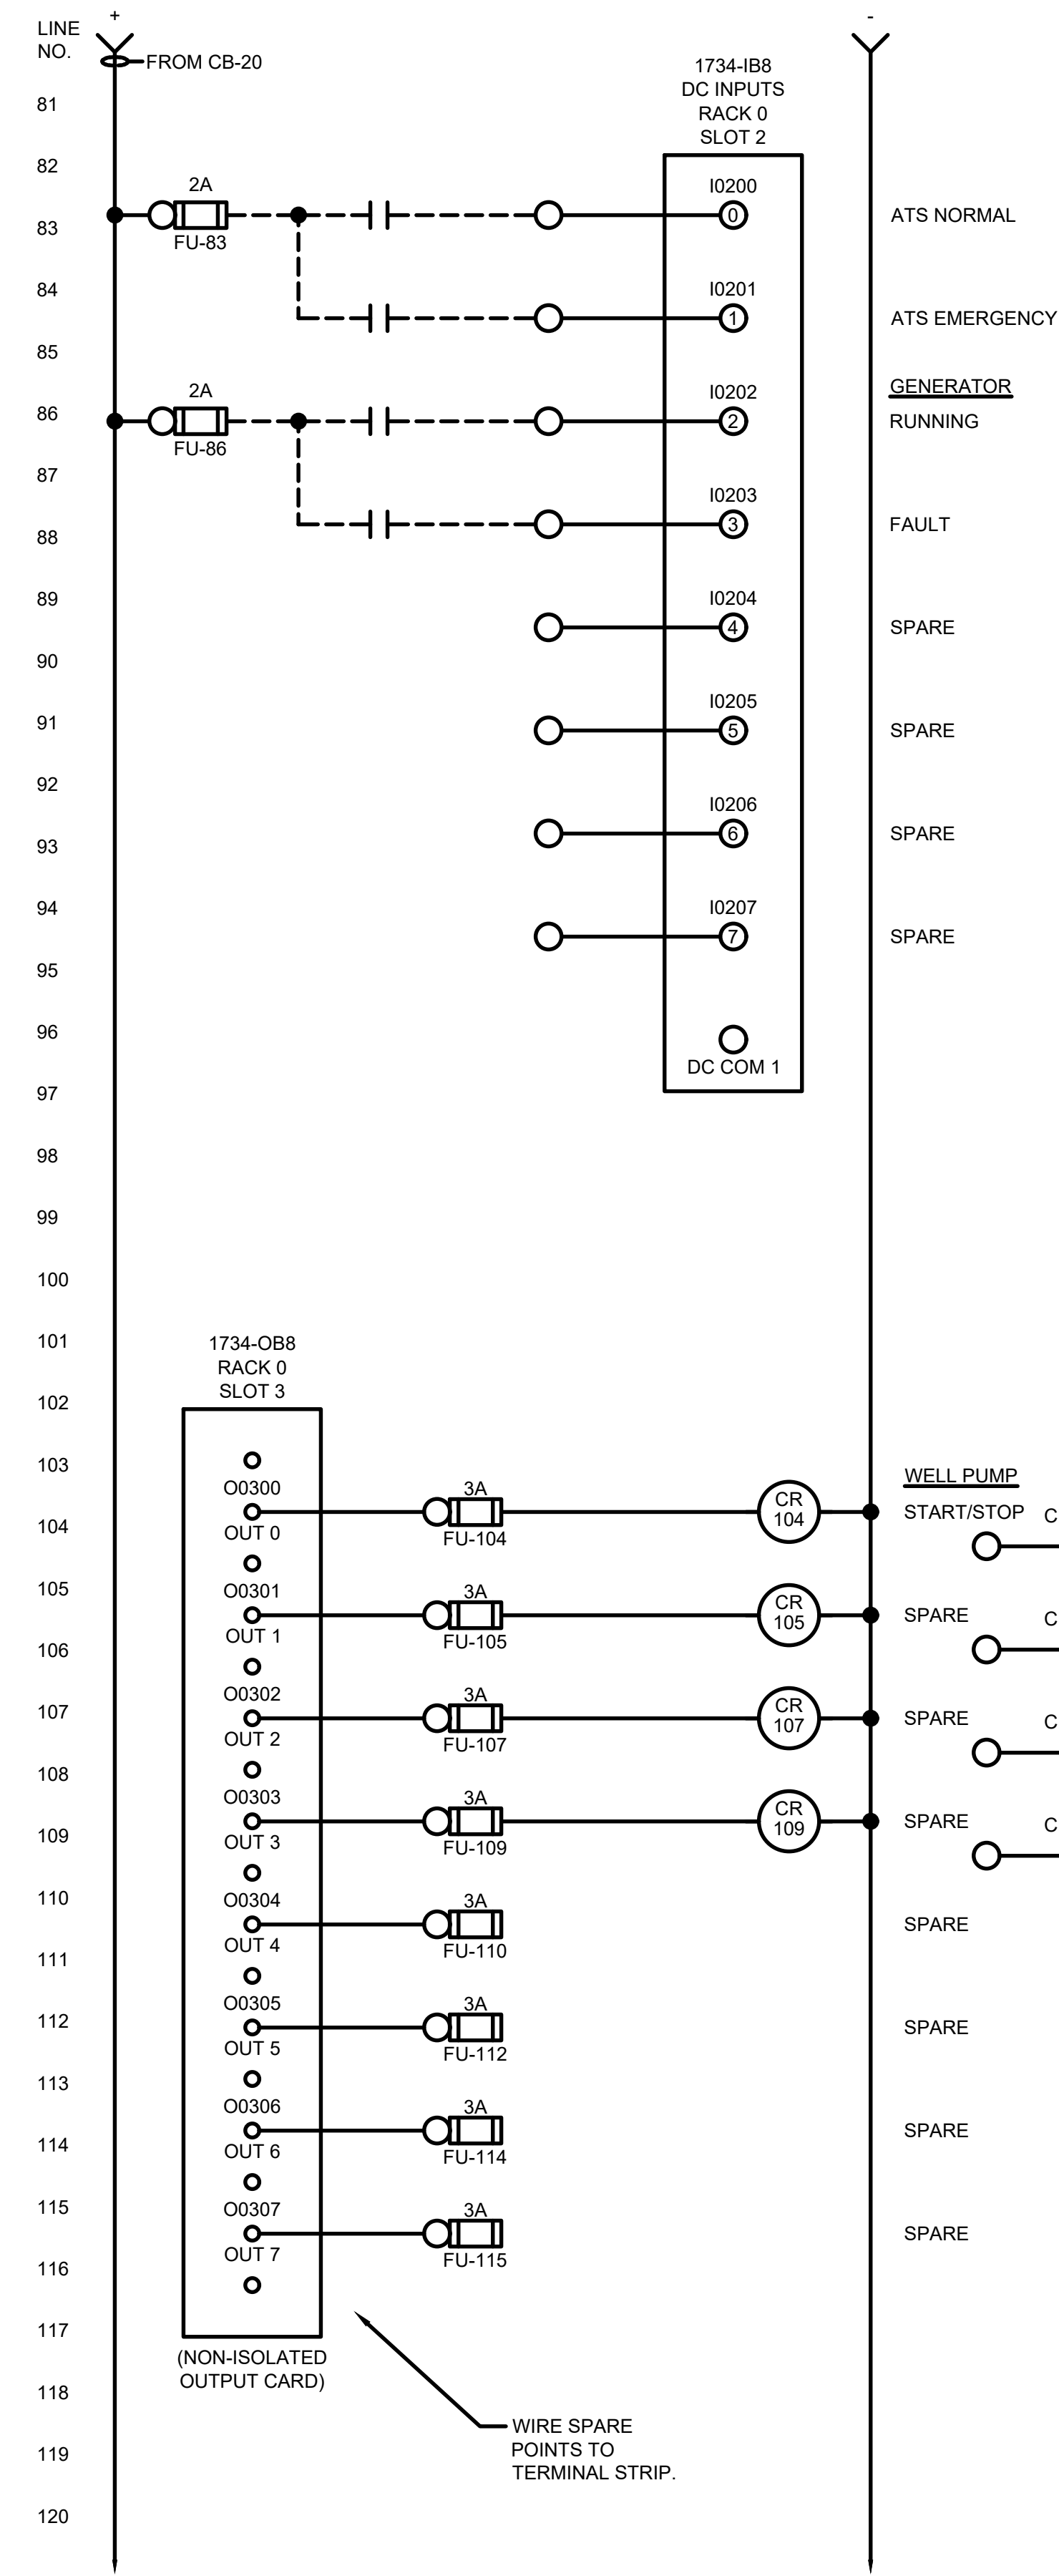 LINE
NO.
+
-
FROM CB-20
1734-IB8
DC INPUTS
RACK 0
SLOT 2
81
82
2A
I0200
0
ATS NORMAL
83
FU-83
84
I0201
1
ATS EMERGENCY
85
GENERATOR
2A
I0202
86
2
RUNNING
FU-86
87
I0203
3
FAULT
88
89
I0204
4
SPARE
90
91
I0205
5
SPARE
92
I0206
6
SPARE
93
94
I0207
7
SPARE
95
96
DC COM 1
97
98
99
100
101
1734-OB8
RACK 0
SLOT 3
102
103
WELL PUMP
O0300
3A
CR
104
START/STOP
C
104
OUT 0
FU-104
105
O0301
3A
CR
105
SPARE
C
OUT 1
FU-105
106
O0302
3A
CR
107
SPARE
C
107
OUT 2
FU-107
108
O0303
3A
CR
109
SPARE
C
109
OUT 3
FU-109
110
O0304
3A
SPARE
OUT 4
FU-110
111
O0305
3A
112
SPARE
OUT 5
FU-112
113
O0306
3A
SPARE
114
OUT 6
FU-114
115
O0307
3A
SPARE
OUT 7
FU-115
116
117
(NON-ISOLATED
OUTPUT CARD)
118
WIRE SPARE
POINTS TO
TERMINAL STRIP.
119
120